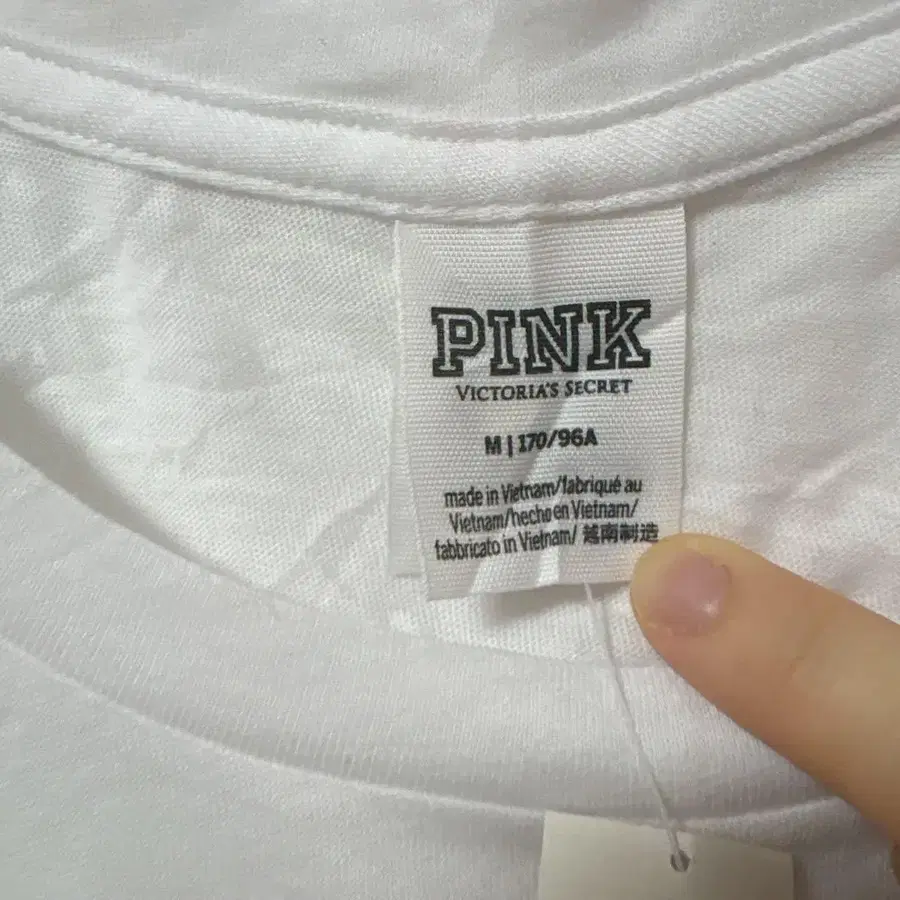 PINK
VICTORIA'S SECRET
M | 170/96A
made in Vietnam/fabriqué au
Vietnam/hecho en Vietnam/
fabbricato in Vietnam/ 越南制造